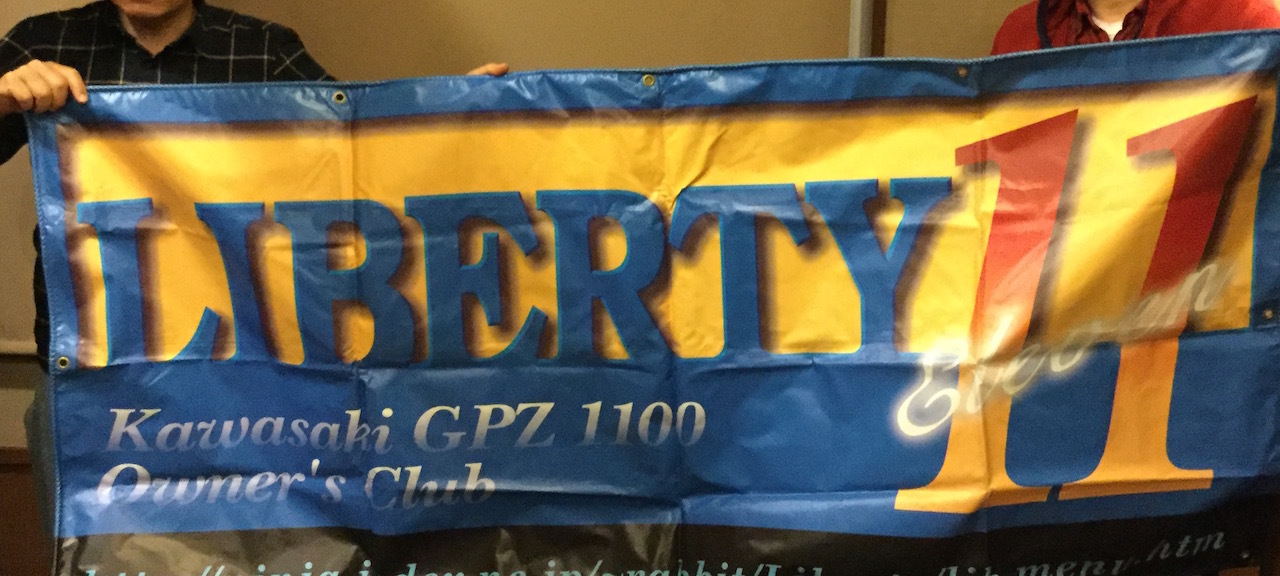 LIBERTY 11
Eleven
Kawasaki GPZ 1100
Owner's Club